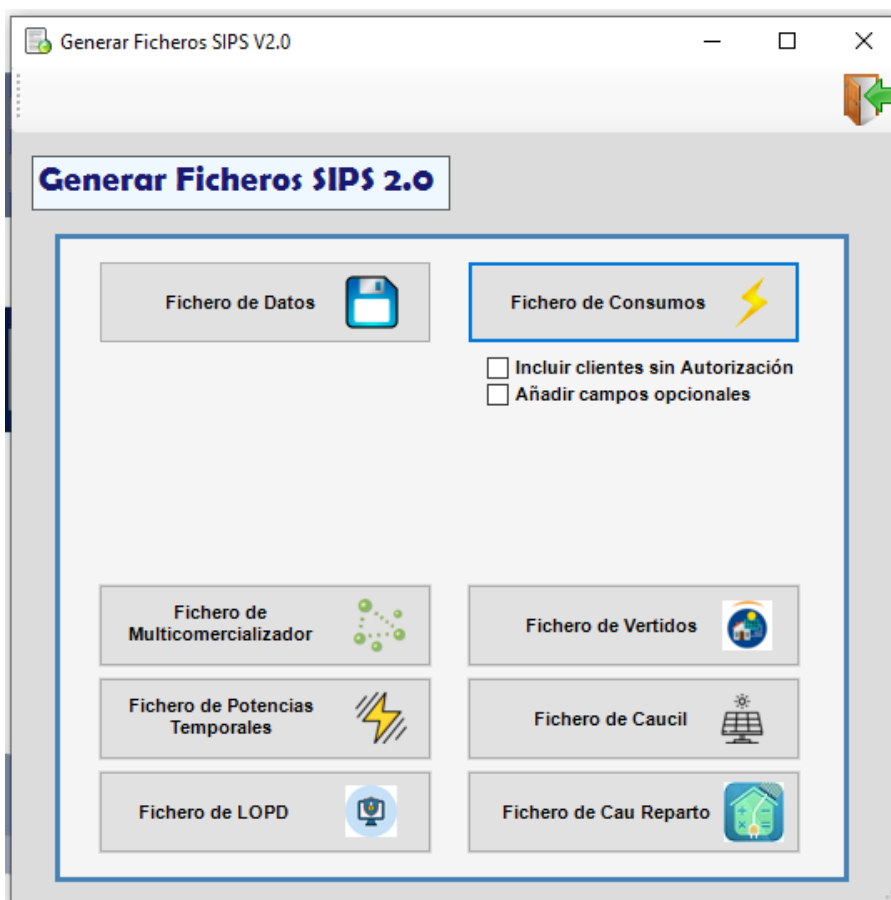 Generar Ficheros SIPS V2.0
Generar Ficheros SIPS 2.0
Fichero de Datos
Fichero de Consumos
Incluir clientes sin Autorización
Añadir campos opcionales
Fichero de
Multicomercializador
Fichero de Vertidos
Fichero de Potencias
Temporales
Fichero de Caucil
Fichero de LOPD
Fichero de Cau Reparto